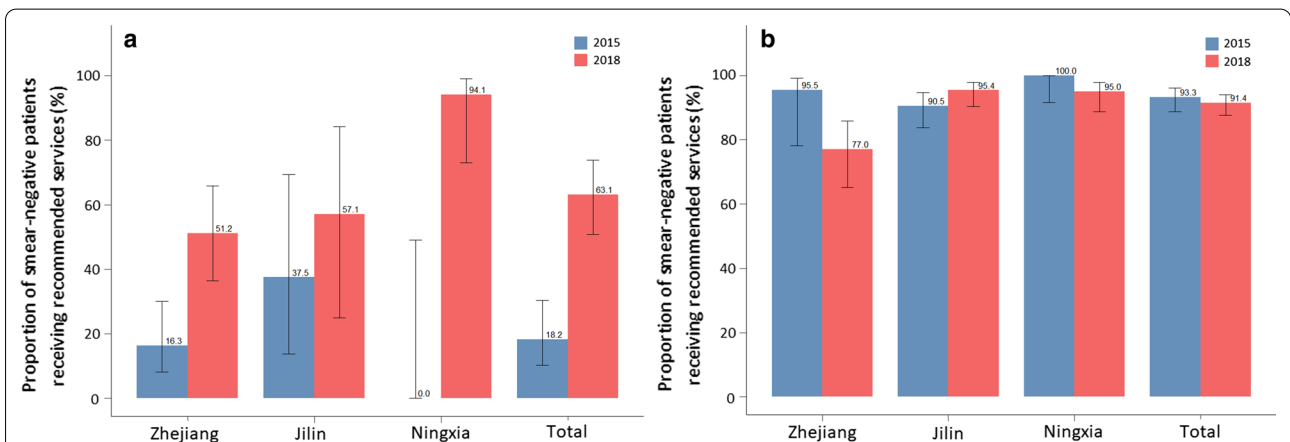 a
2015
2018
Proportion of smear-negative patients
receiving recommended services (%)
100
80
60
40
20
0
16.3
51.2
37.5
57.1
0.0
94.1
18.2
63.1
Zhejiang
Jilin
Ningxia
Total
b
2015
2018
Proportion of smear-negative patients
receiving recommended services (%)
100
80
60
40
20
0
95.5
77.0
90.5
95.4
100.0
95.0
93.3
91.4
Zhejiang
Jilin
Ningxia
Total